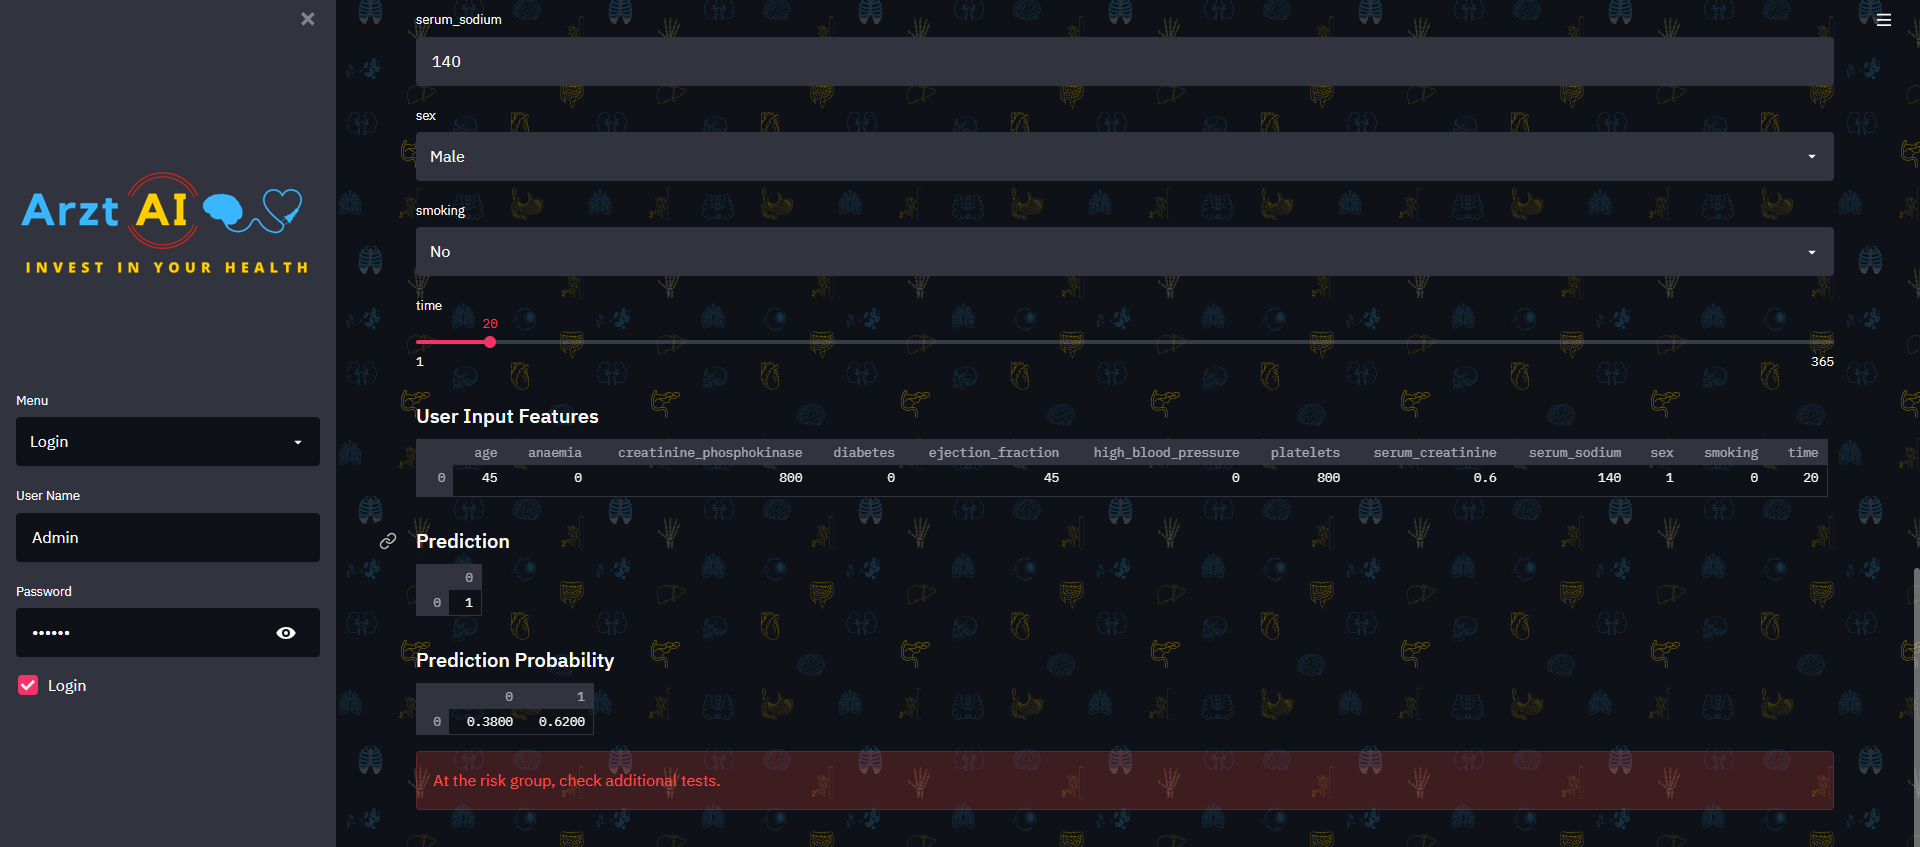 Arzt AI
INVEST IN YOUR HEALTH
Menu
Login
User Name
Admin
Password
••••••
Login
serum_sodium
140
sex
Male
smoking
No
time
20
1 365
User Input Features
age anaemia creatinine_phosphokinase diabetes ejection_fraction high_blood_pressure platelets serum_creatinine serum_sodium sex smoking time
0 45 0 800 0 45 0 800 0.6 140 1 0 20
Prediction
0
0 1
Prediction Probability
0 1
0 0.3800 0.6200
At the risk group, check additional tests.